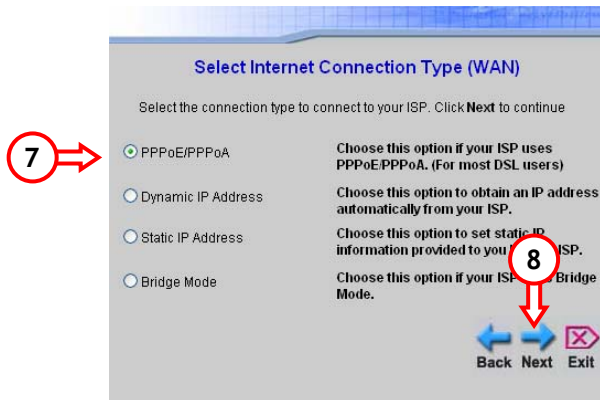 Select Internet Connection Type (WAN)
Select the connection type to connect to your ISP. Click Next to continue
7
PPPoE/PPPoA
Choose this option if your ISP uses
PPPoE/PPPoA. (For most DSL users)
Dynamic IP Address
Choose this option to obtain an IP address
automatically from your ISP.
Static IP Address
Choose this option to set static IP
information provided to you ISP.
8
Bridge Mode
Choose this option if your ISP Bridge
Mode.
Back Next Exit